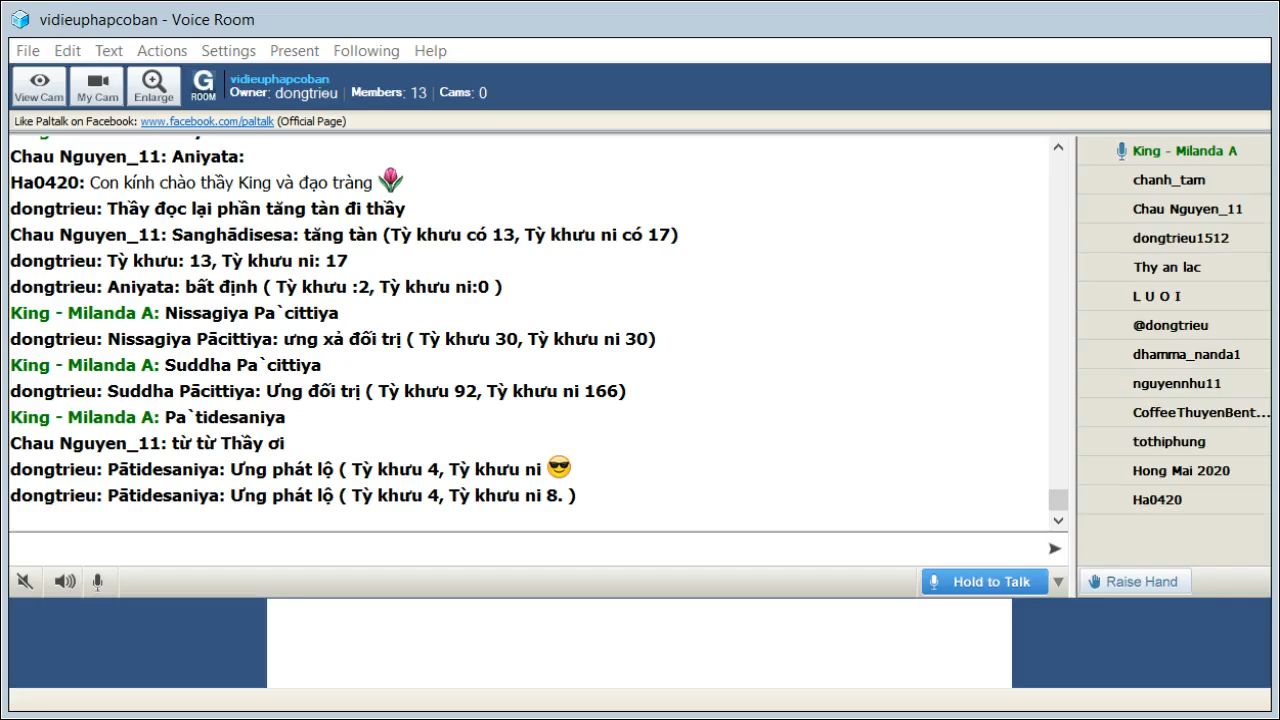 vidieuphapcoban - Voice Room
File Edit Text Actions Settings Present Following Help
View Cam My Cam Enlarge G ROOM vidieuphapcoban
Owner: dongtrieu | Members: 13 | Cams: 0
Like Paltalk on Facebook: www.facebook.com/paltalk (Official Page)
Chau Nguyen_11: Aniyata:
Ha0420: Con kính chào thầy King và đạo tràng
dongtrieu: Thầy đọc lại phần tăng tàn đi thầy
Chau Nguyen_11: Sanghādisesa: tăng tàn (Tỳ khưu có 13, Tỳ khưu ni có 17)
dongtrieu: Tỳ khưu: 13, Tỳ khưu ni: 17
dongtrieu: Aniyata: bất định ( Tỳ khưu :2, Tỳ khưu ni:0 )
King - Milanda A: Nissagiya Pa`cittiya
dongtrieu: Nissagiya Pācittiya: ưng xả đối trị ( Tỳ khưu 30, Tỳ khưu ni 30)
King - Milanda A: Suddha Pa`cittiya
dongtrieu: Suddha Pācittiya: Ưng đối trị ( Tỳ khưu 92, Tỳ khưu ni 166)
King - Milanda A: Pa`tidesaniya
Chau Nguyen_11: từ từ Thầy ơi
dongtrieu: Pātidesaniya: Ưng phát lộ ( Tỳ khưu 4, Tỳ khưu ni
dongtrieu: Pātidesaniya: Ưng phát lộ ( Tỳ khưu 4, Tỳ khưu ni 8. )
King - Milanda A
chanh_tam
Chau Nguyen_11
dongtrieu1512
Thy an lac
L U O I
@dongtrieu
dhamma_nanda1
nguyennhu11
CoffeeThuyenBent...
tothiphung
Hong Mai 2020
Ha0420
Hold to Talk
Raise Hand